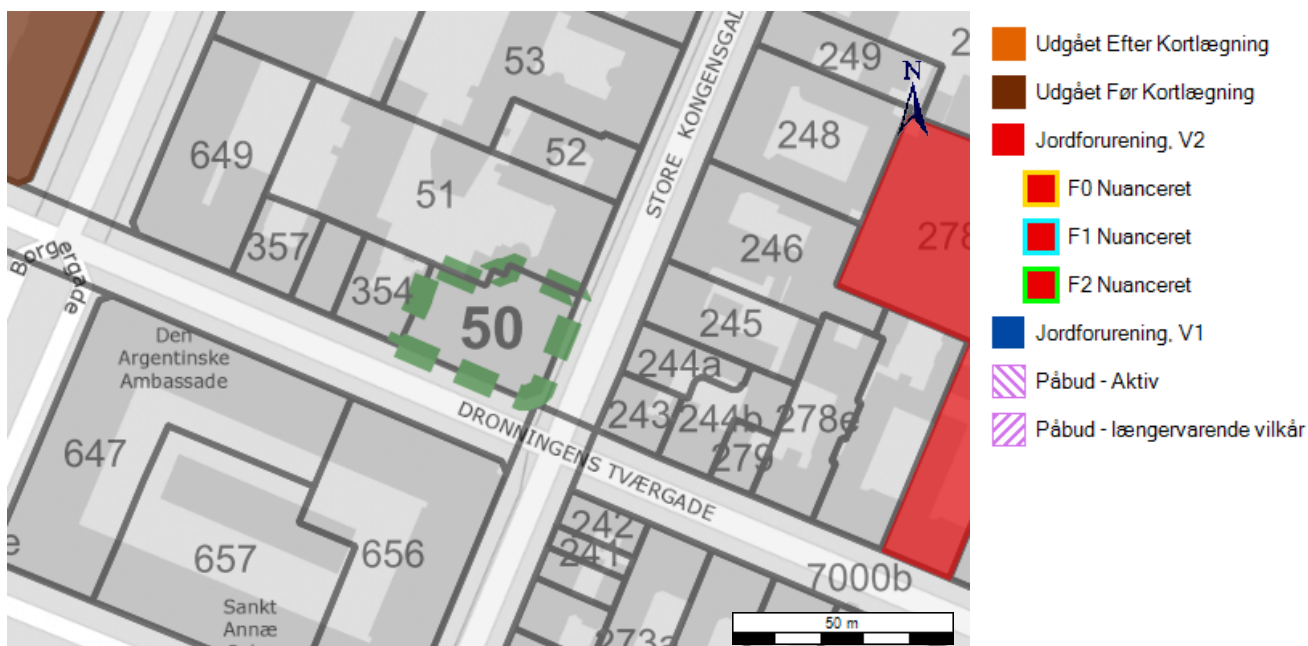 53
52
51
649
357
354
50
Borgergade
Den
Argentinske
Ambassade
647
657
656
Sankt
Annæ
STORE KONGENSGAD
DRONNINGENS TVÆRGADE
249
248
246
245
244a
243
244b
279
278e
242
241
273a
7000b
N
50 m
Udgået Efter Kortlægning
Udgået Før Kortlægning
Jordforurening, V2
F0 Nuanceret
F1 Nuanceret
F2 Nuanceret
Jordforurening, V1
Påbud - Aktiv
Påbud - længervarende vilkår